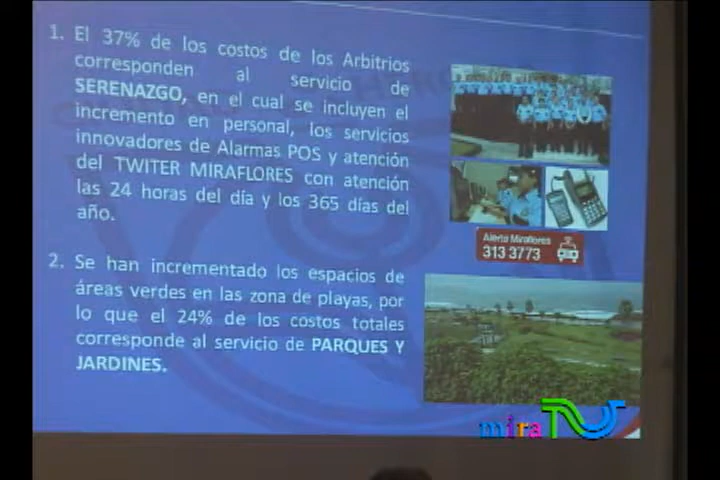 1. El 37% de los costos de los Arbitrios
corresponden al servicio de
SERENAZGO, en el cual se incluyen el
incremento en personal, los servicios
innovadores de Alarmas POS y atención
del TWITER MIRAFLORES con atención
las 24 horas del día y los 365 días del
año.
Alerta Miraflores
313 3773
2. Se han incrementado los espacios de
áreas verdes en las zona de playas, por
lo que el 24% de los costos totales
corresponde al servicio de PARQUES Y
JARDINES.
mira